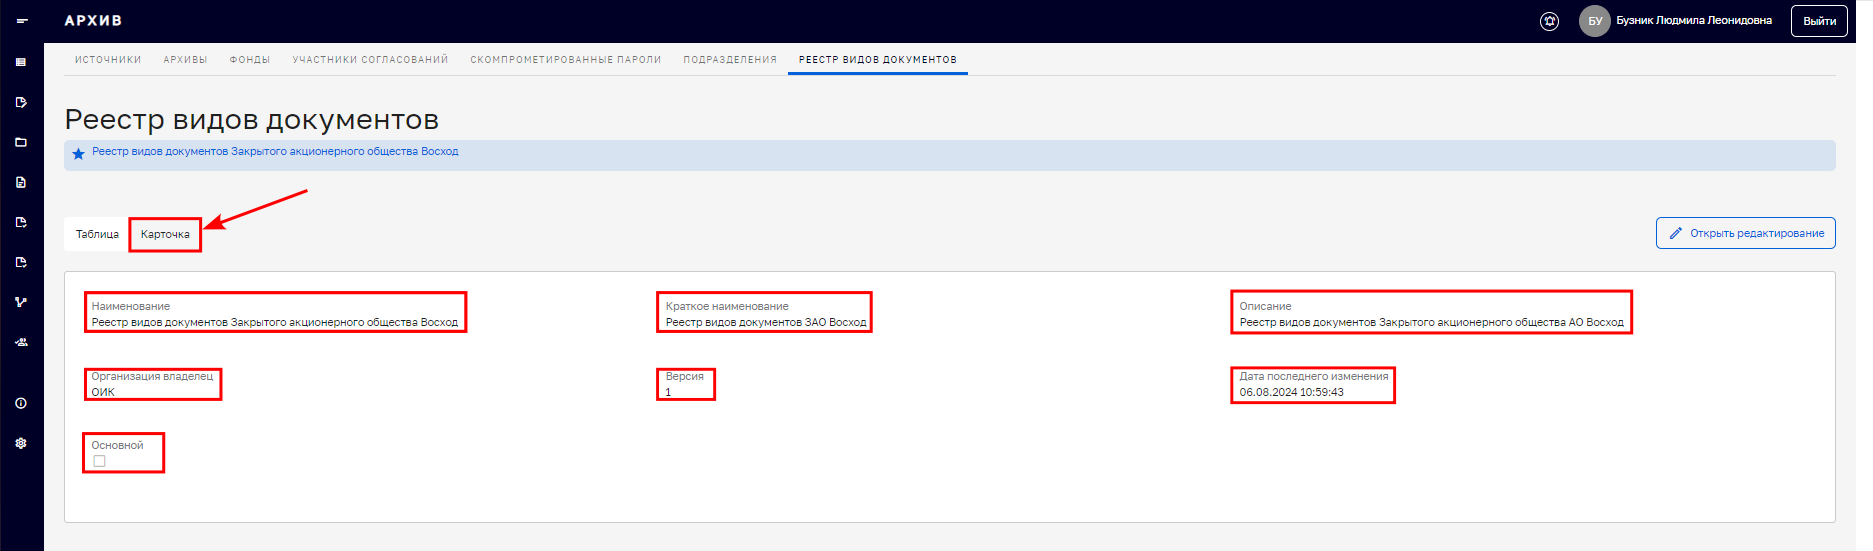 АРХИВ
БУ Бузник Людмила Леонидовна Выйти
ИСТОЧНИКИ АРХИВЫ ФОНДЫ УЧАСТНИКИ СОГЛАСОВАНИЙ СКОМПРОМЕТИРОВАННЫЕ ПАРОЛИ ПОДРАЗДЕЛЕНИЯ РЕЕСТР ВИДОВ ДОКУМЕНТОВ
Реестр видов документов
Реестр видов документов Закрытого акционерного общества Восход
Таблица Карточка Открыть редактирование
Наименование Краткое наименование Описание
Реестр видов документов Закрытого акционерного общества Восход Реестр видов документов ЗАО Восход Реестр видов документов Закрытого акционерного общества АО Восход
Организация владелец Версия Дата последнего изменения
ОИК 1 06.08.2024 10:59:43
Основной